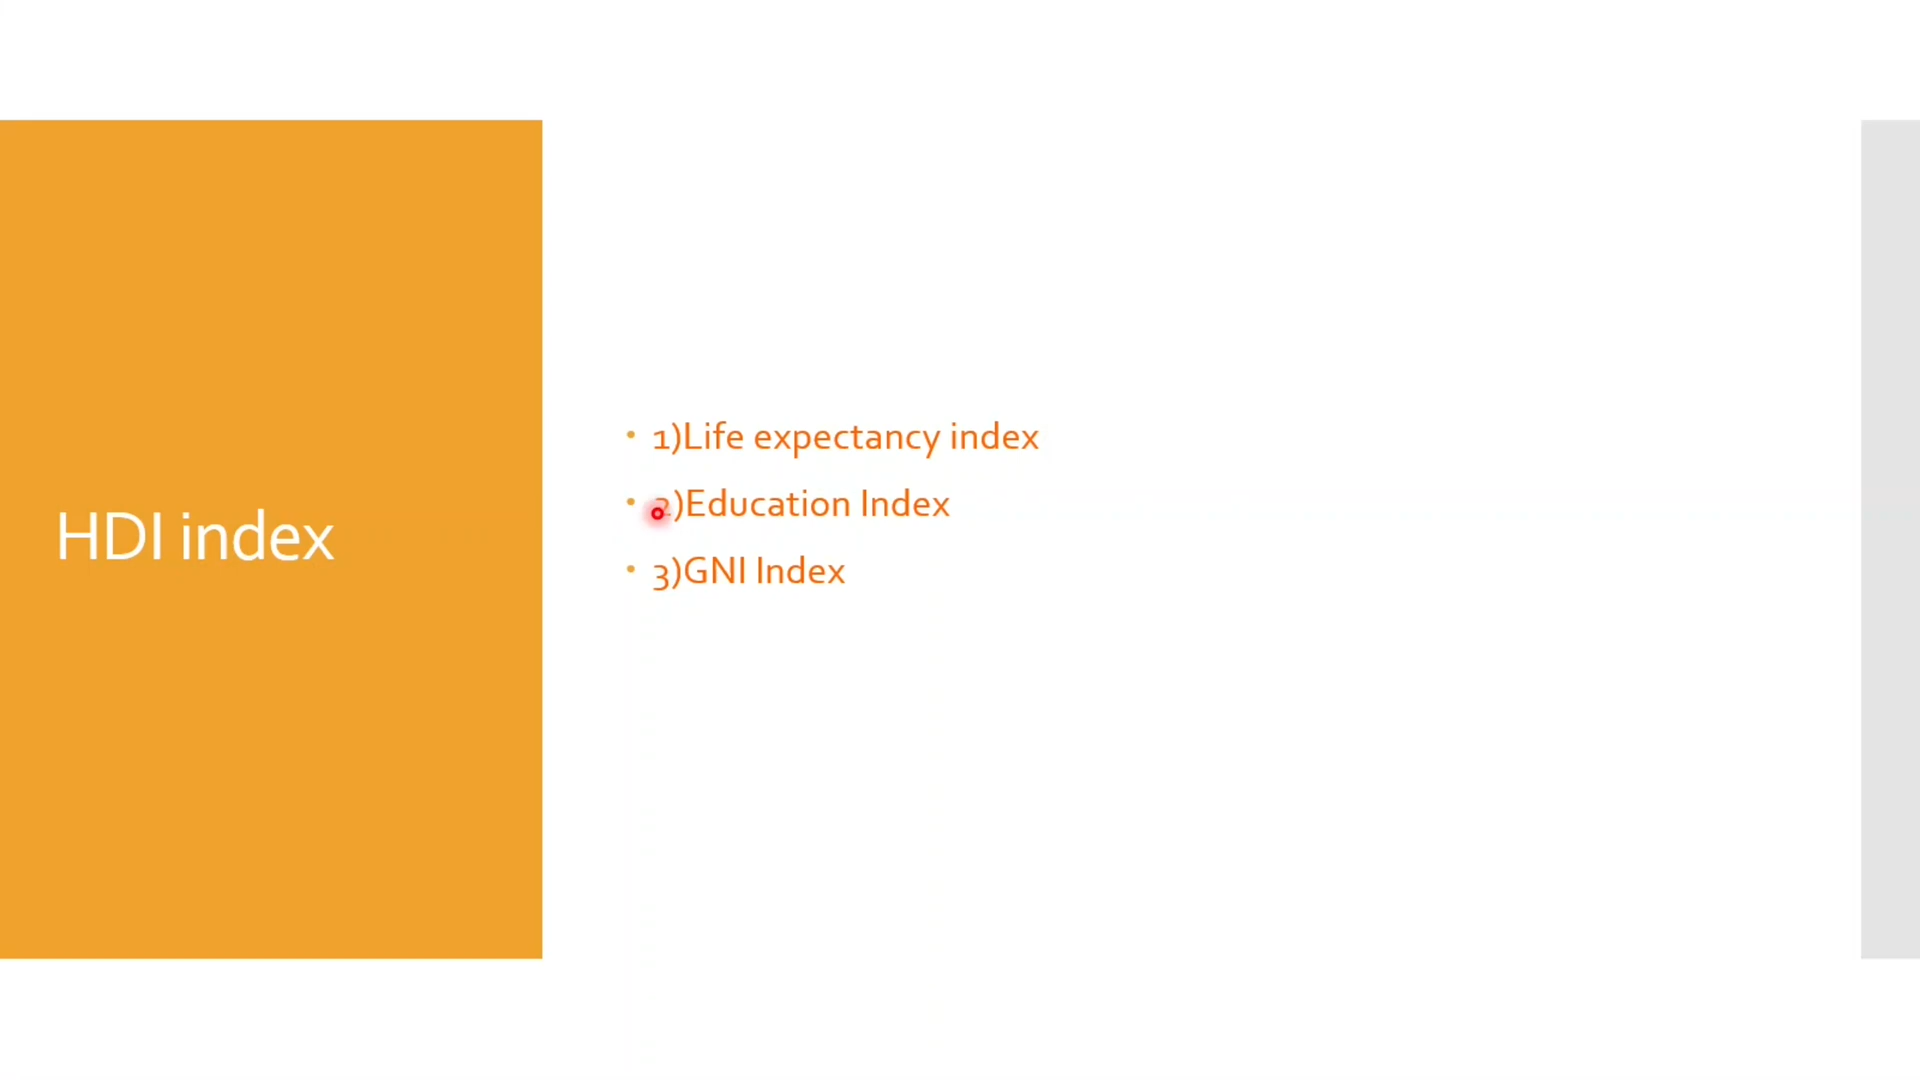 HDI index
• 1)Life expectancy index
• 2)Education Index
• 3)GNI Index